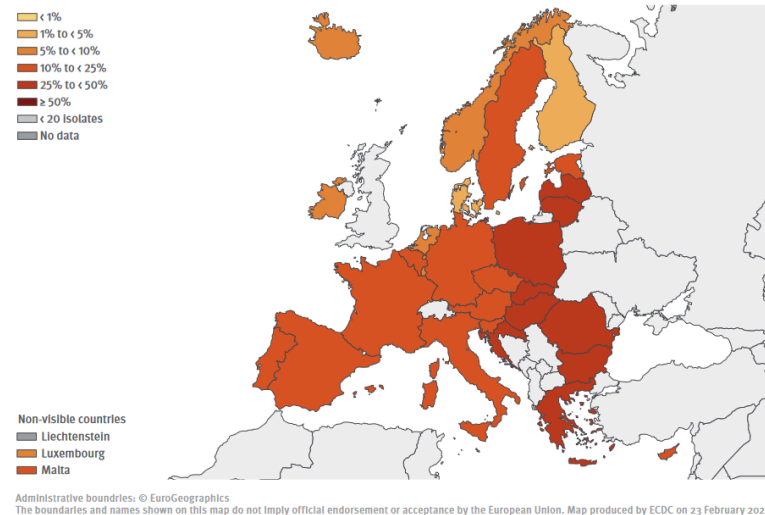 < 1%
1% to < 5%
5% to < 10%
10% to < 25%
25% to < 50%
≥ 50%
< 20 isolates
No data
Non-visible countries
Liechtenstein
Luxembourg
Malta
Administrative boundries: © EuroGeographics
The boundaries and names shown on this map do not imply official endorsement or acceptance by the European Union. Map produced by ECDC on 23 February